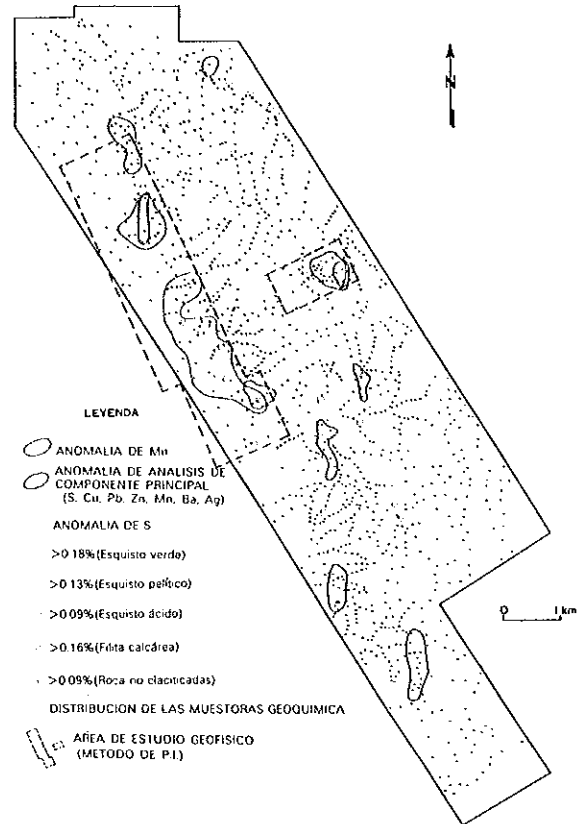 N
LEYENDA
ANOMALIA DE Mn
ANOMALIA DE ANALISIS DE
COMPONENTE PRINCIPAL
(S. Cu, Pb, Zn, Mn, Ba, Ag)
ANOMALIA DE S
>0.18% (Esquisto verde)
>0.13% (Esquisto pelítico)
>0.09% (Esquisto ácido)
>0.16% (Filita calcárea)
>0.09% (Roca no clacificadas)
DISTRIBUCION DE LAS MUESTORAS GEOQUIMICA
AREA DE ESTUDIO GEOFISICO
(METODO DE P.I.)
0 1 km